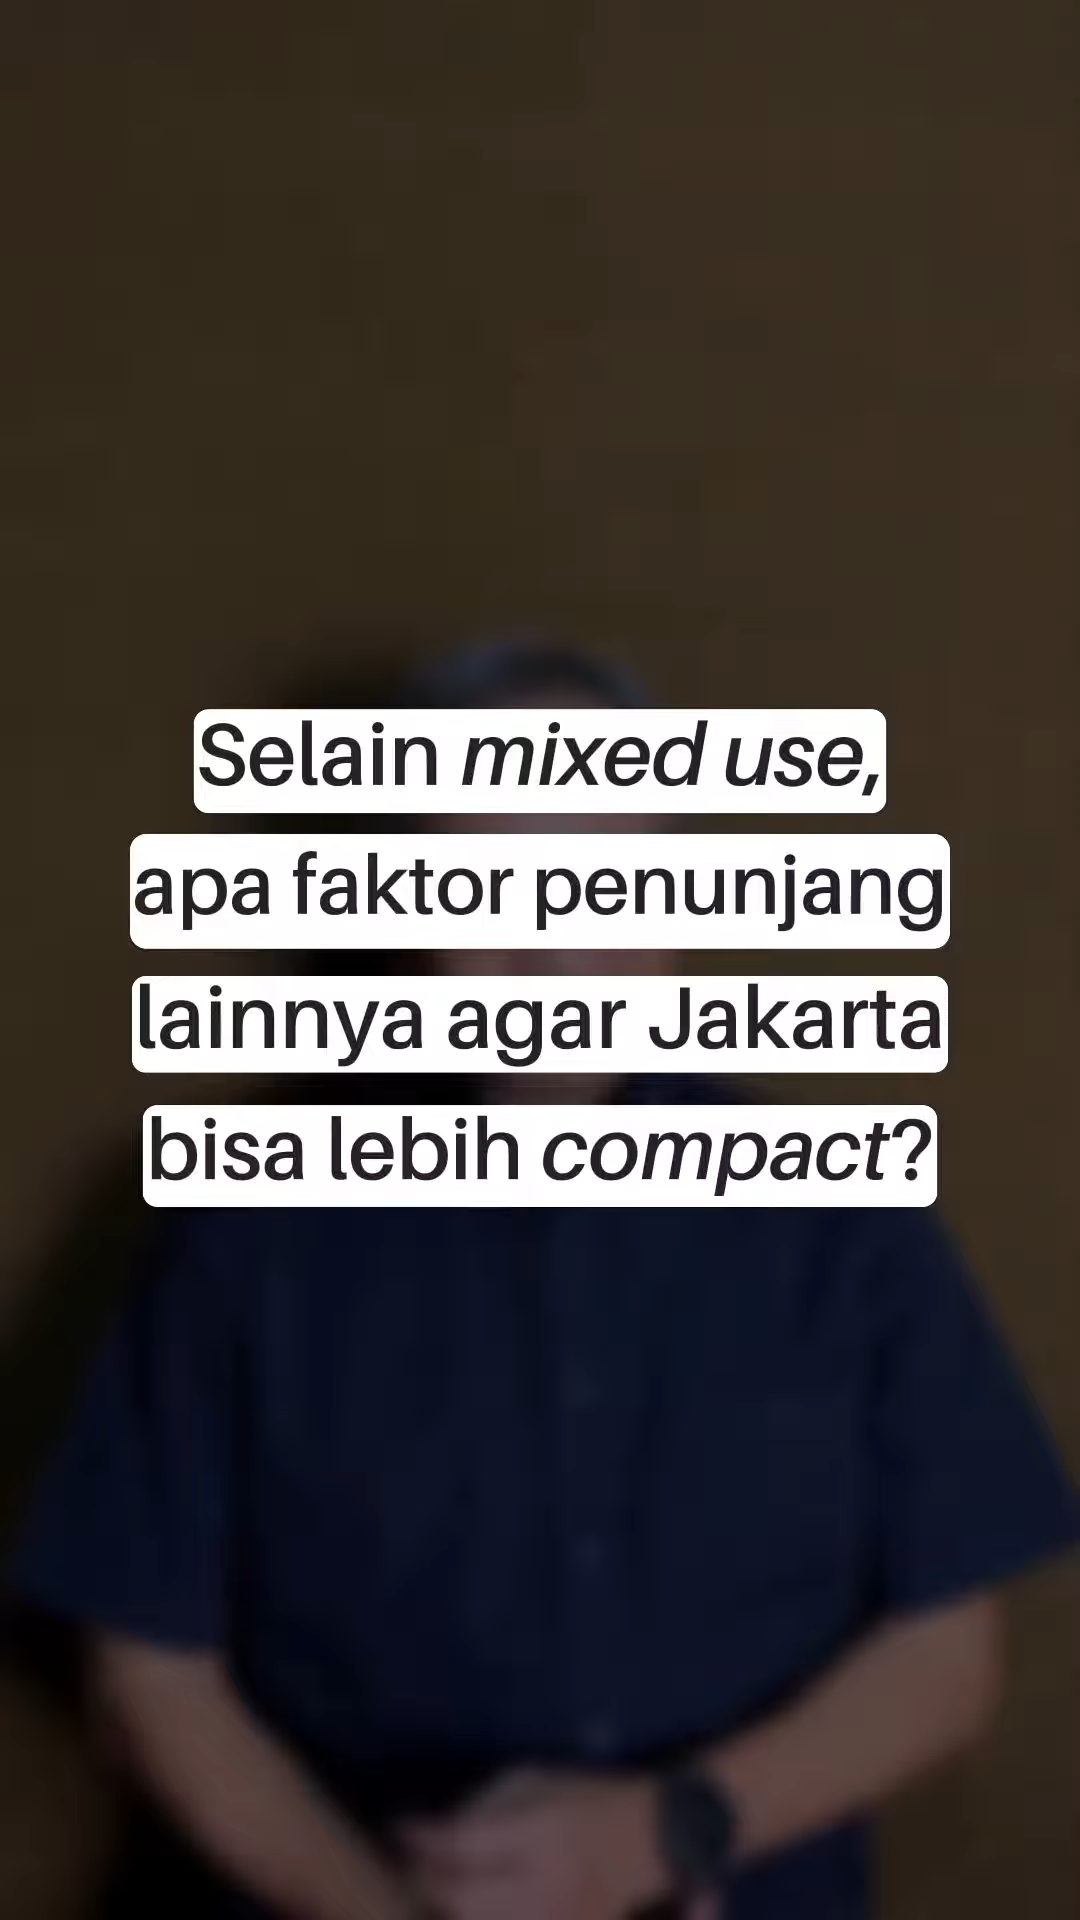 Selain mixed use,
apa faktor penunjang
lainnya agar Jakarta
bisa lebih compact?